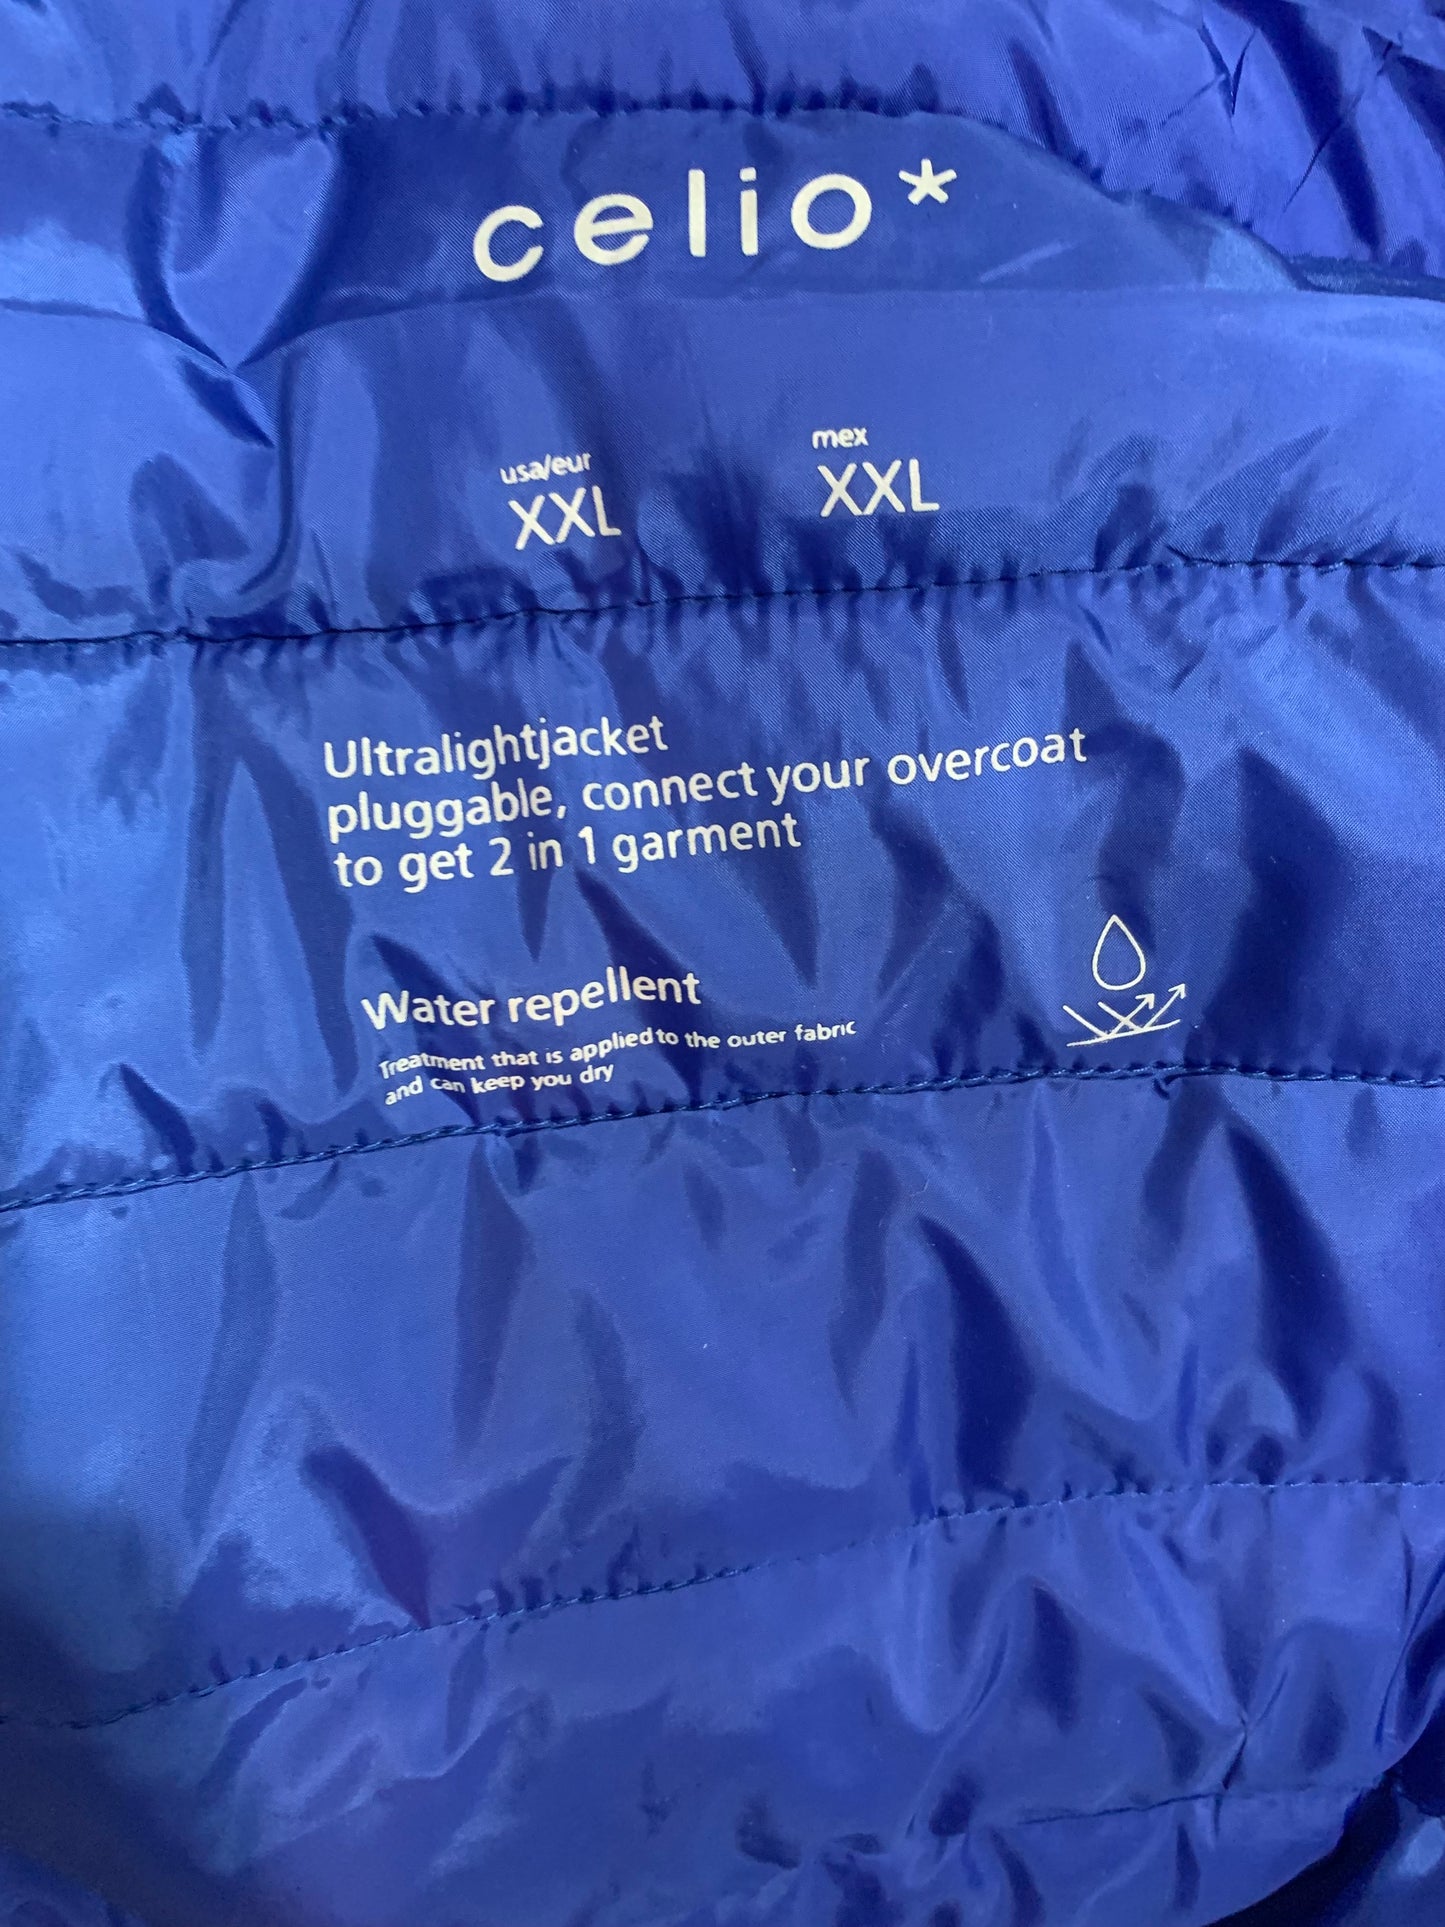 celio*
usa/eur mex
XXL XXL
Ultralightjacket
pluggable, connect your overcoat
to get 2 in 1 garment
Water repellent
Treatment that is applied to the outer fabric
and can keep you dry